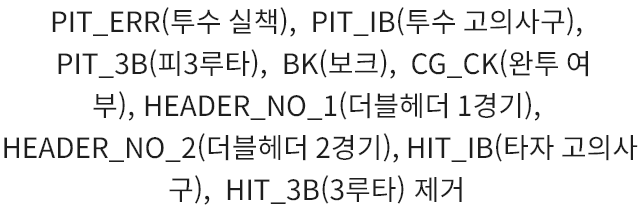 PIT_ERR(투수 실책), PIT_IB(투수 고의사구),
PIT_3B(피3루타), BK(보크), CG_CK(완투 여
부), HEADER_NO_1(더블헤더 1경기),
HEADER_NO_2(더블헤더 2경기), HIT_IB(타자 고의사
구), HIT_3B(3루타) 제거